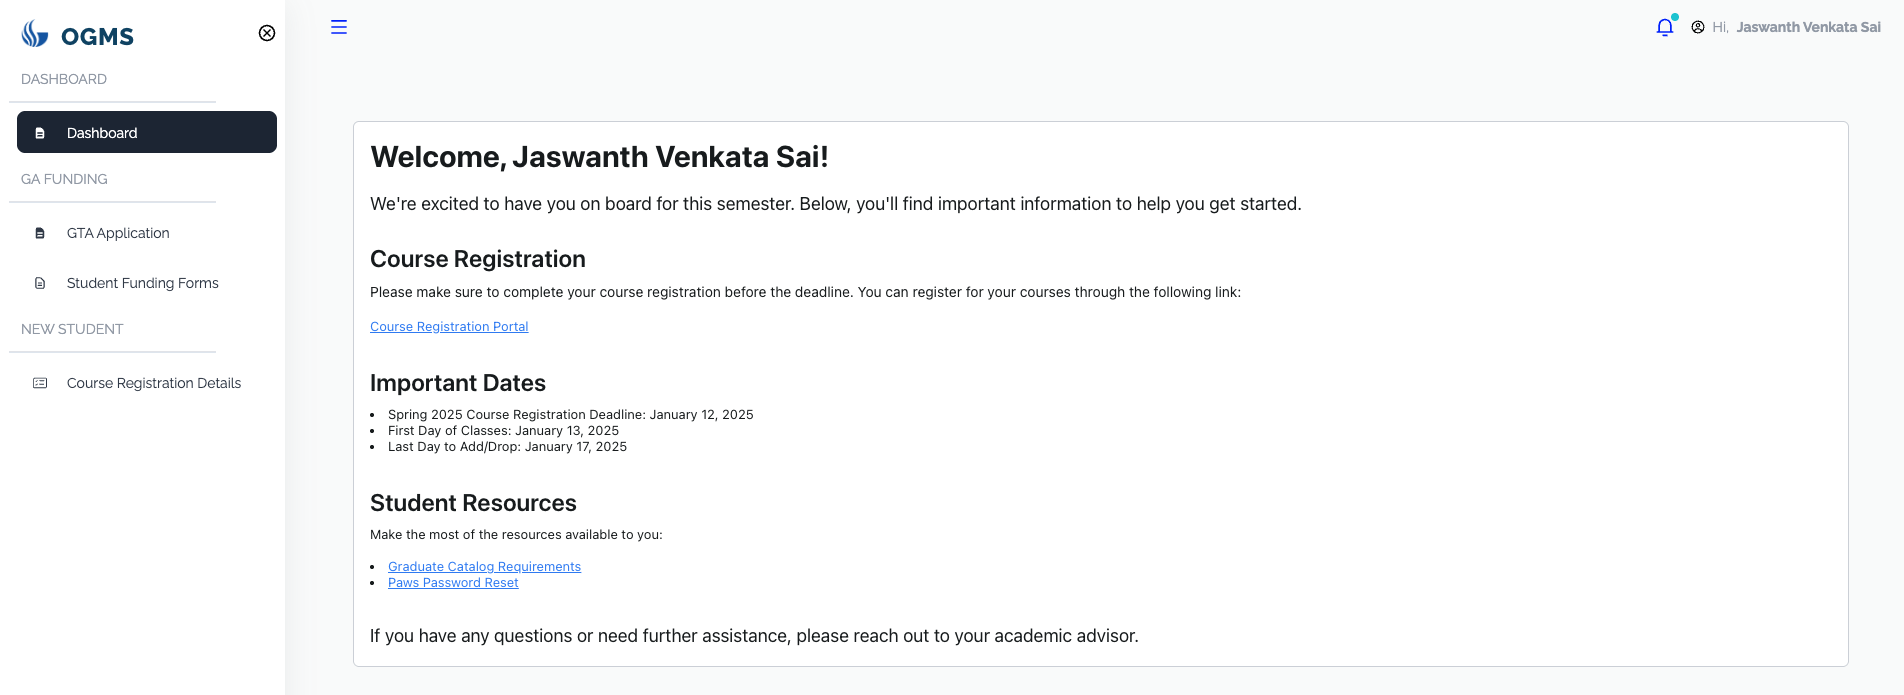 OGMS
DASHBOARD
Dashboard
GA FUNDING
GTA Application
Student Funding Forms
NEW STUDENT
Course Registration Details
Hi, Jaswanth Venkata Sai
Welcome, Jaswanth Venkata Sai!
We're excited to have you on board for this semester. Below, you'll find important information to help you get started.
Course Registration
Please make sure to complete your course registration before the deadline. You can register for your courses through the following link:
Course Registration Portal
Important Dates
• Spring 2025 Course Registration Deadline: January 12, 2025
• First Day of Classes: January 13, 2025
• Last Day to Add/Drop: January 17, 2025
Student Resources
Make the most of the resources available to you:
• Graduate Catalog Requirements
• Paws Password Reset
If you have any questions or need further assistance, please reach out to your academic advisor.